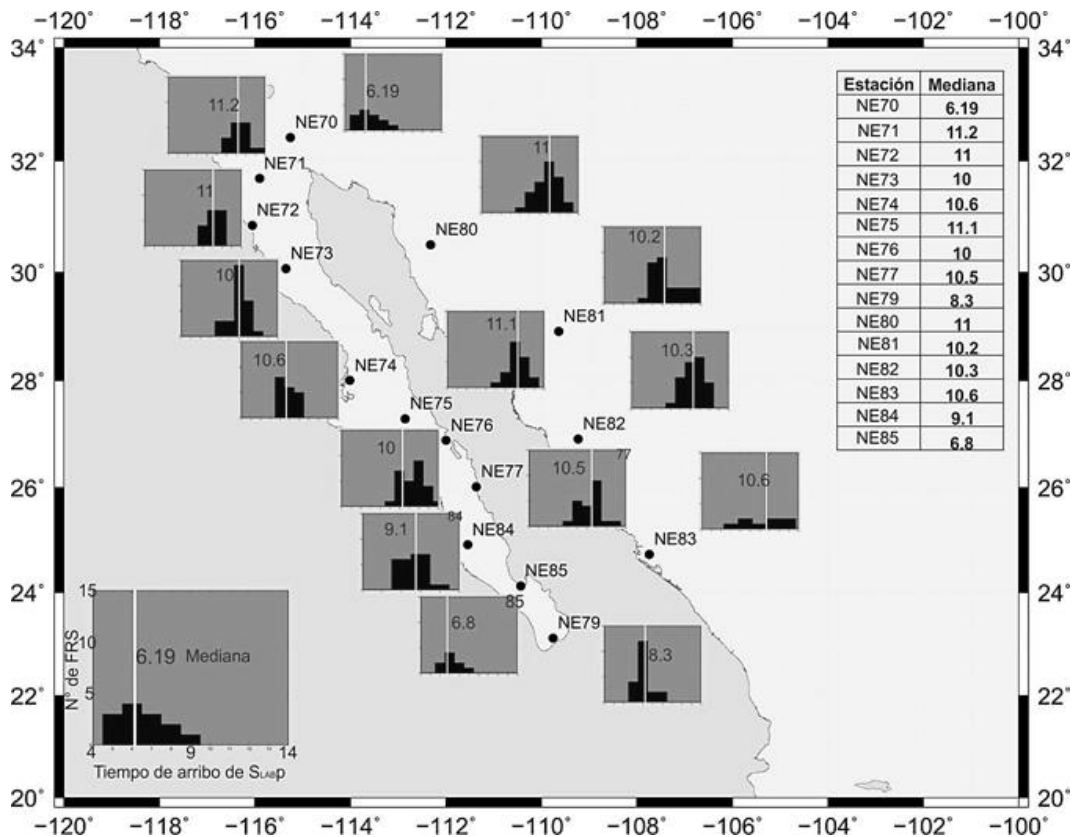 −120° −118° −116° −114° −112° −110° −108° −106° −104° −102° −100°
34° 34°
Estación Mediana
NE70 6.19
NE71 11.2
NE72 11
NE73 10
NE74 10.6
NE75 11.1
NE76 10
NE77 10.5
NE79 8.3
NE80 11
NE81 10.2
NE82 10.3
NE83 10.6
NE84 9.1
NE85 6.8
6.19
11.2
NE70
11
32° 32°
NE71
11
NE72
NE80
10.2
NE73
10
30° 30°
11.1
NE81
10.3
10.6
NE74
28° 28°
NE75
NE76
NE82
10
77
10.5
10.6
NE77
26° 26°
84
9.1
NE84
NE83
NE85
24° 24°
85
6.8
NE79
8.3
15
10
5
N° de FRS
6.19 Mediana
4 9 14
Tiempo de arribo de SLABp
22° 22°
20° 20°
−120° −118° −116° −114° −112° −110° −108° −106° −104° −102° −100°